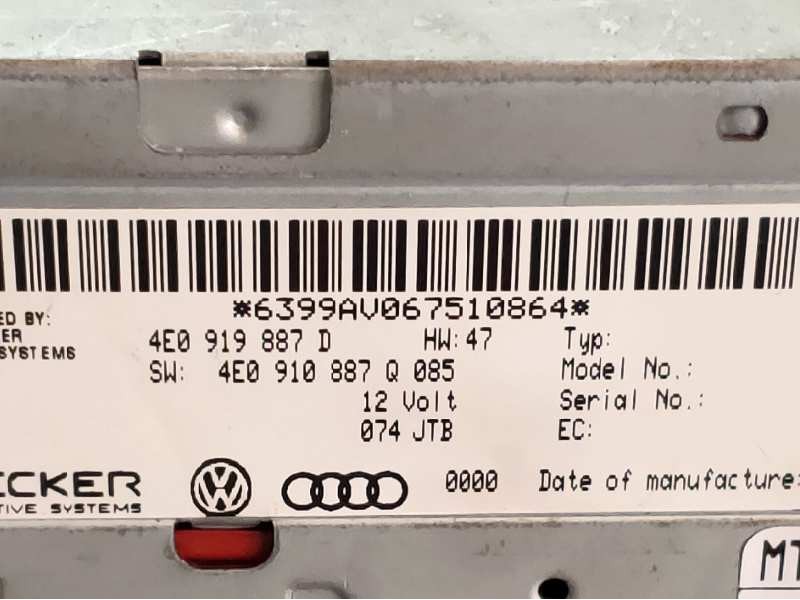 *6399AV067510864*
ED BY:
ER
SYSTEMS
4E0 919 887 D HW: 47
SW: 4E0 910 887 Q 085
12 Volt
074 JTB
Typ:
Model No.:
Serial No.:
EC:
ECKER
TIVE SYSTEMS
0000 Date of manufacture:
MT